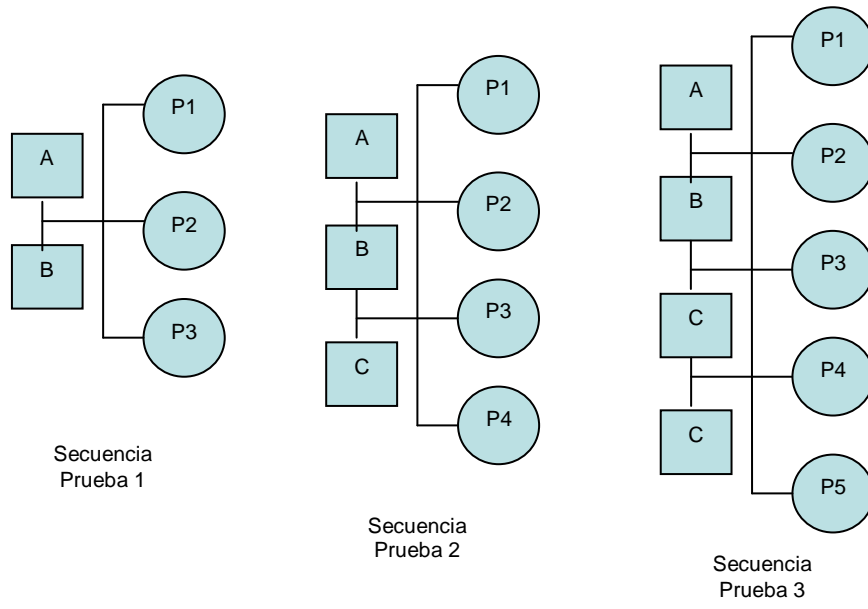 A
B
P1
P2
P3
Secuencia
Prueba 1
A
B
C
P1
P2
P3
P4
Secuencia
Prueba 2
A
B
C
C
P1
P2
P3
P4
P5
Secuencia
Prueba 3